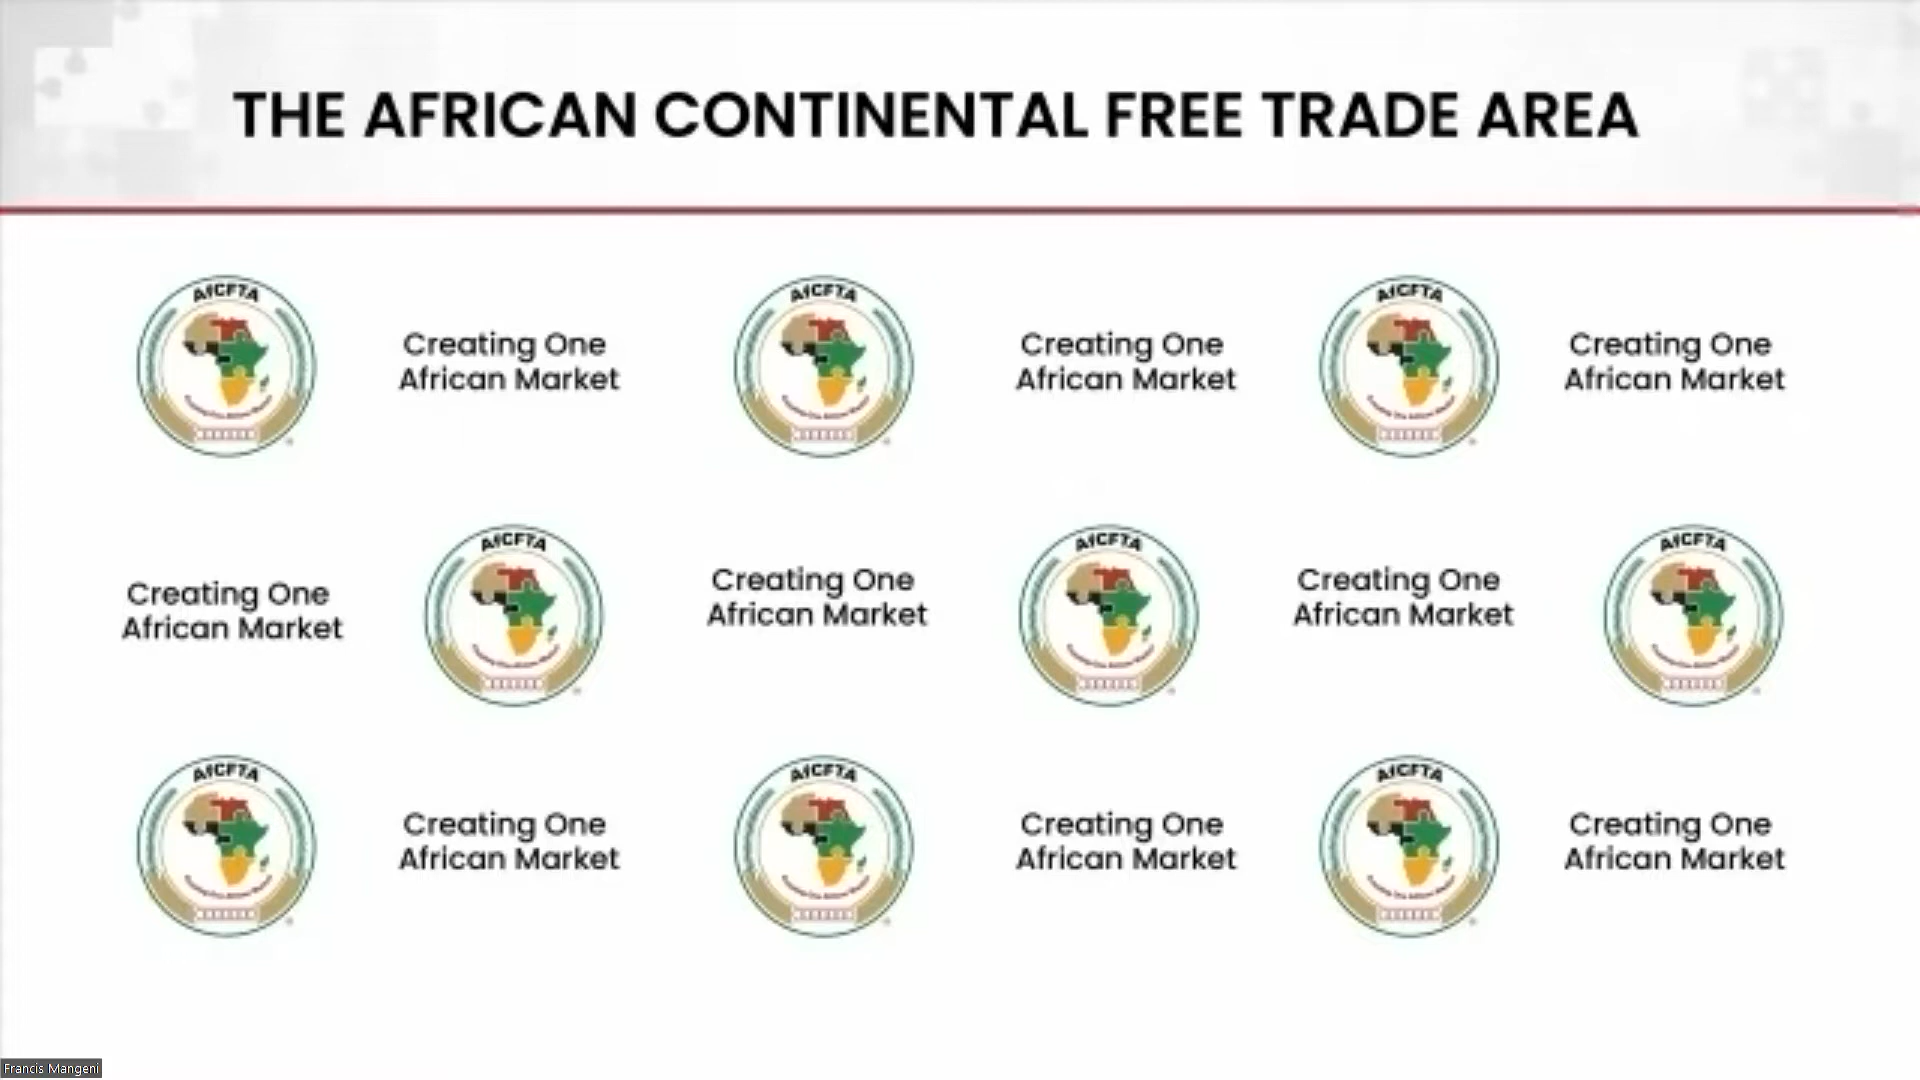 THE AFRICAN CONTINENTAL FREE TRADE AREA
AfCFTA
Creating One
African Market
AfCFTA
Creating One
African Market
AfCFTA
Creating One
African Market
Creating One
African Market
AfCFTA
Creating One
African Market
AfCFTA
Creating One
African Market
AfCFTA
AfCFTA
Creating One
African Market
AfCFTA
Creating One
African Market
AfCFTA
Creating One
African Market
Francis Mangeni